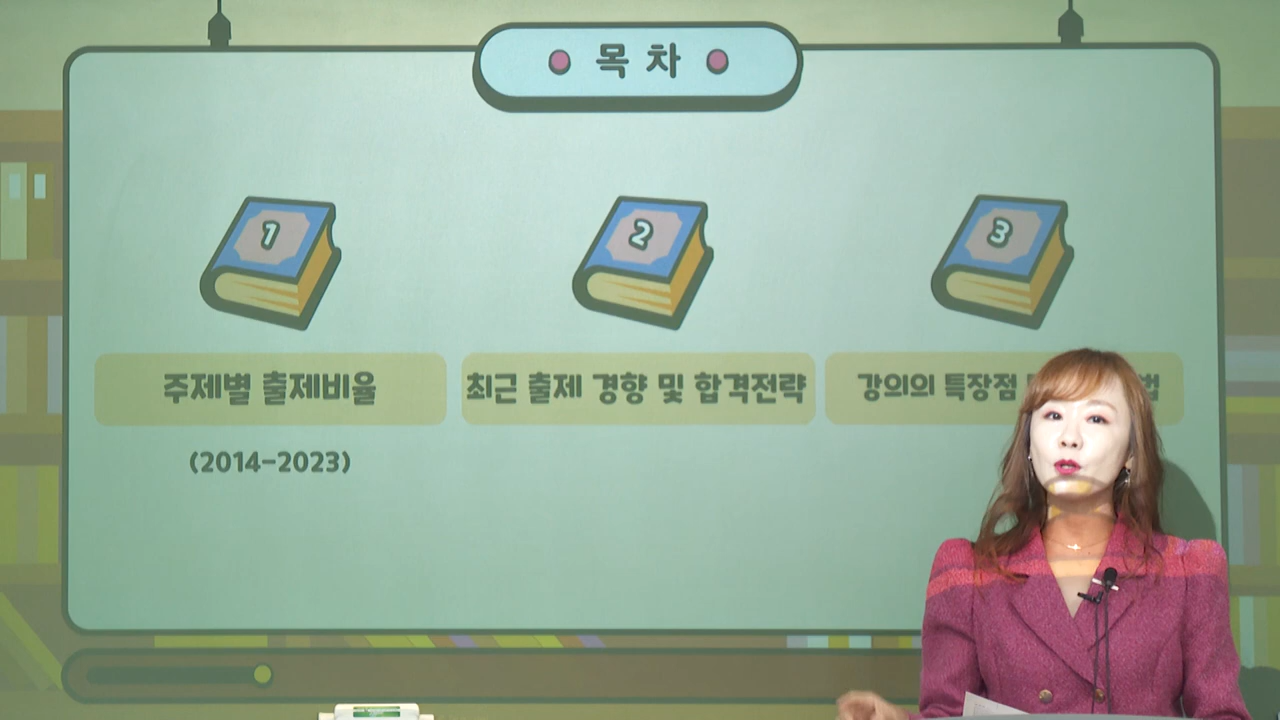 목차
1
2
3
주제별 출제비율
최근 출제 경향 및 합격전략
강의의 특장점
법
(2014-2023)